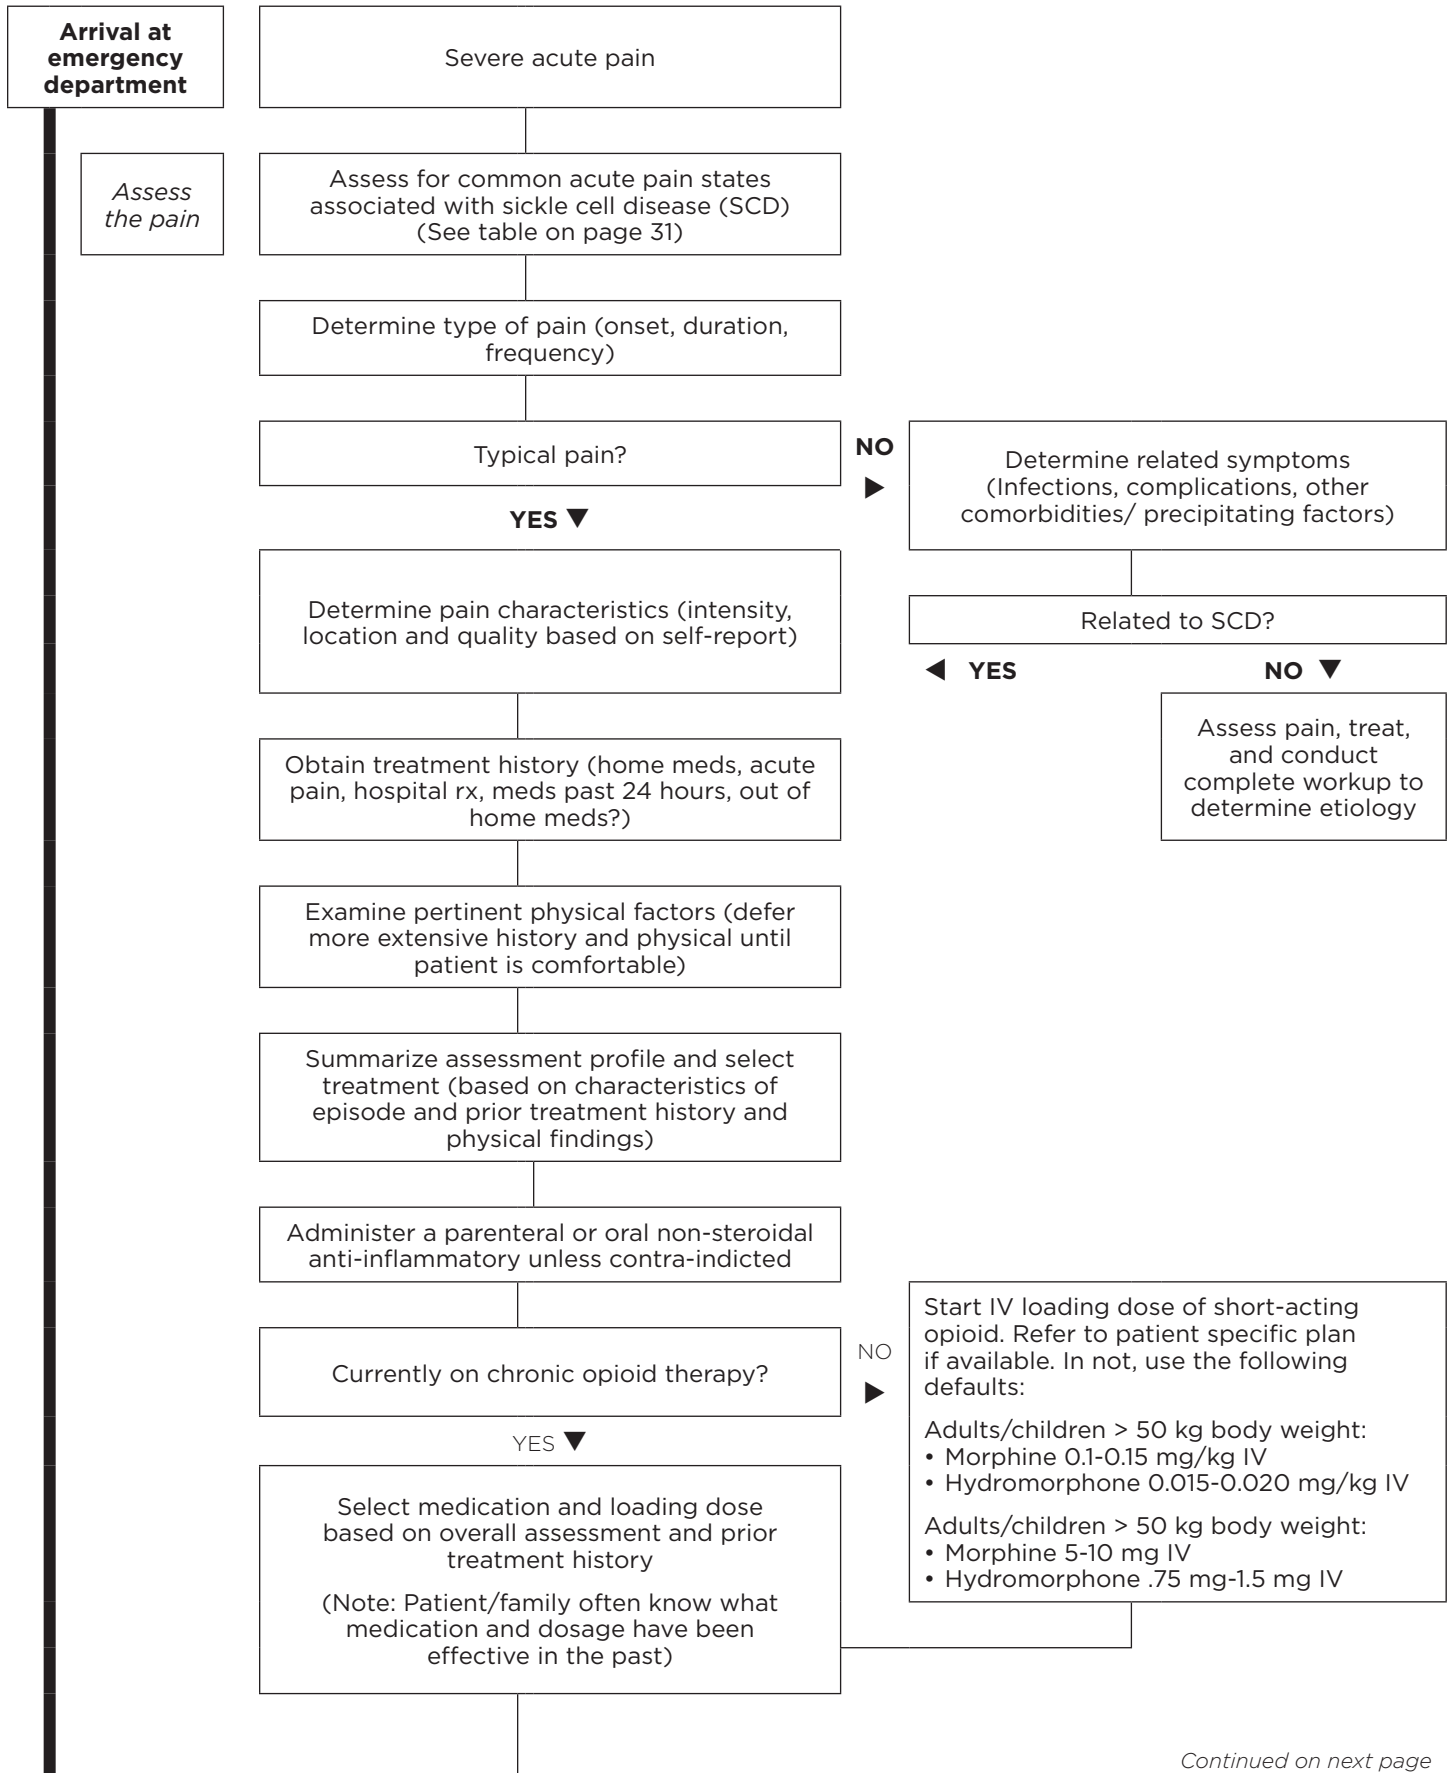 Arrival at
emergency
department
Severe acute pain
Assess
the pain
Assess for common acute pain states
associated with sickle cell disease (SCD)
(See table on page 31)
Determine type of pain (onset, duration,
frequency)
Typical pain?
NO
▶
Determine related symptoms
(Infections, complications, other
comorbidities/ precipitating factors)
YES ▼
Determine pain characteristics (intensity,
location and quality based on self-report)
Related to SCD?
◀ YES
NO ▼
Assess pain, treat,
and conduct
complete workup to
determine etiology
Obtain treatment history (home meds, acute
pain, hospital rx, meds past 24 hours, out of
home meds?)
Examine pertinent physical factors (defer
more extensive history and physical until
patient is comfortable)
Summarize assessment profile and select
treatment (based on characteristics of
episode and prior treatment history and
physical findings)
Administer a parenteral or oral non-steroidal
anti-inflammatory unless contra-indicted
Currently on chronic opioid therapy?
NO
▶
Start IV loading dose of short-acting
opioid. Refer to patient specific plan
if available. In not, use the following
defaults:
Adults/children > 50 kg body weight:
• Morphine 0.1-0.15 mg/kg IV
• Hydromorphone 0.015-0.020 mg/kg IV
Adults/children > 50 kg body weight:
• Morphine 5-10 mg IV
• Hydromorphone .75 mg-1.5 mg IV
YES ▼
Select medication and loading dose
based on overall assessment and prior
treatment history
(Note: Patient/family often know what
medication and dosage have been
effective in the past)
Continued on next page